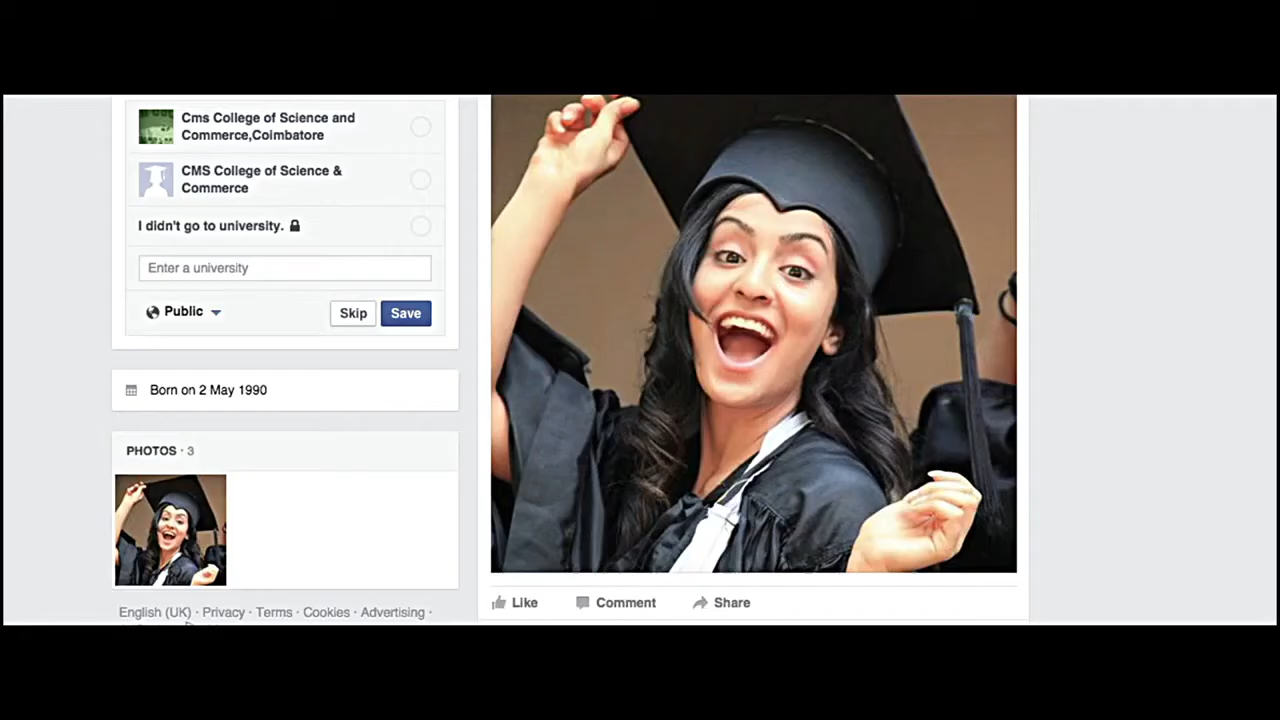 Cms College of Science and
Commerce,Coimbatore
CMS College of Science &
Commerce
I didn't go to university.
Enter a university
Public
Skip
Save
Born on 2 May 1990
PHOTOS · 3
English (UK) · Privacy · Terms · Cookies · Advertising ·
Like
Comment
Share